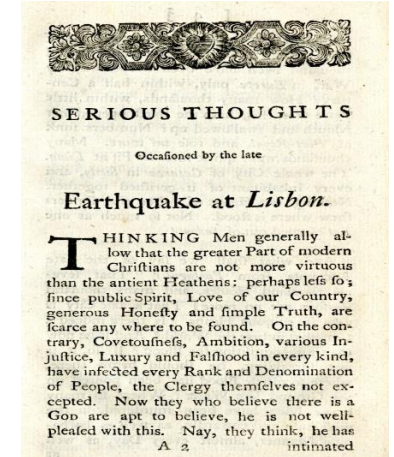 SERIOUS THOUGHTS
Occaſioned by the late
Earthquake at Lisbon.
THINKING Men generally al-
low that the greater Part of modern
Chriſtians are not more virtuous
than the antient Heathens: perhaps leſs ſo;
ſince public Spirit, Love of our Country,
generous Honeſty and ſimple Truth, are
ſcarce any where to be found. On the con-
trary, Covetouſneſs, Ambition, various In-
juſtice, Luxury and Falſhood in every kind,
have infected every Rank and Denomination
of People, the Clergy themſelves not ex-
cepted. Now they who believe there is a
GOD are apt to believe, he is not well-
pleaſed with this. Nay, they think, he has
A 2 intimated